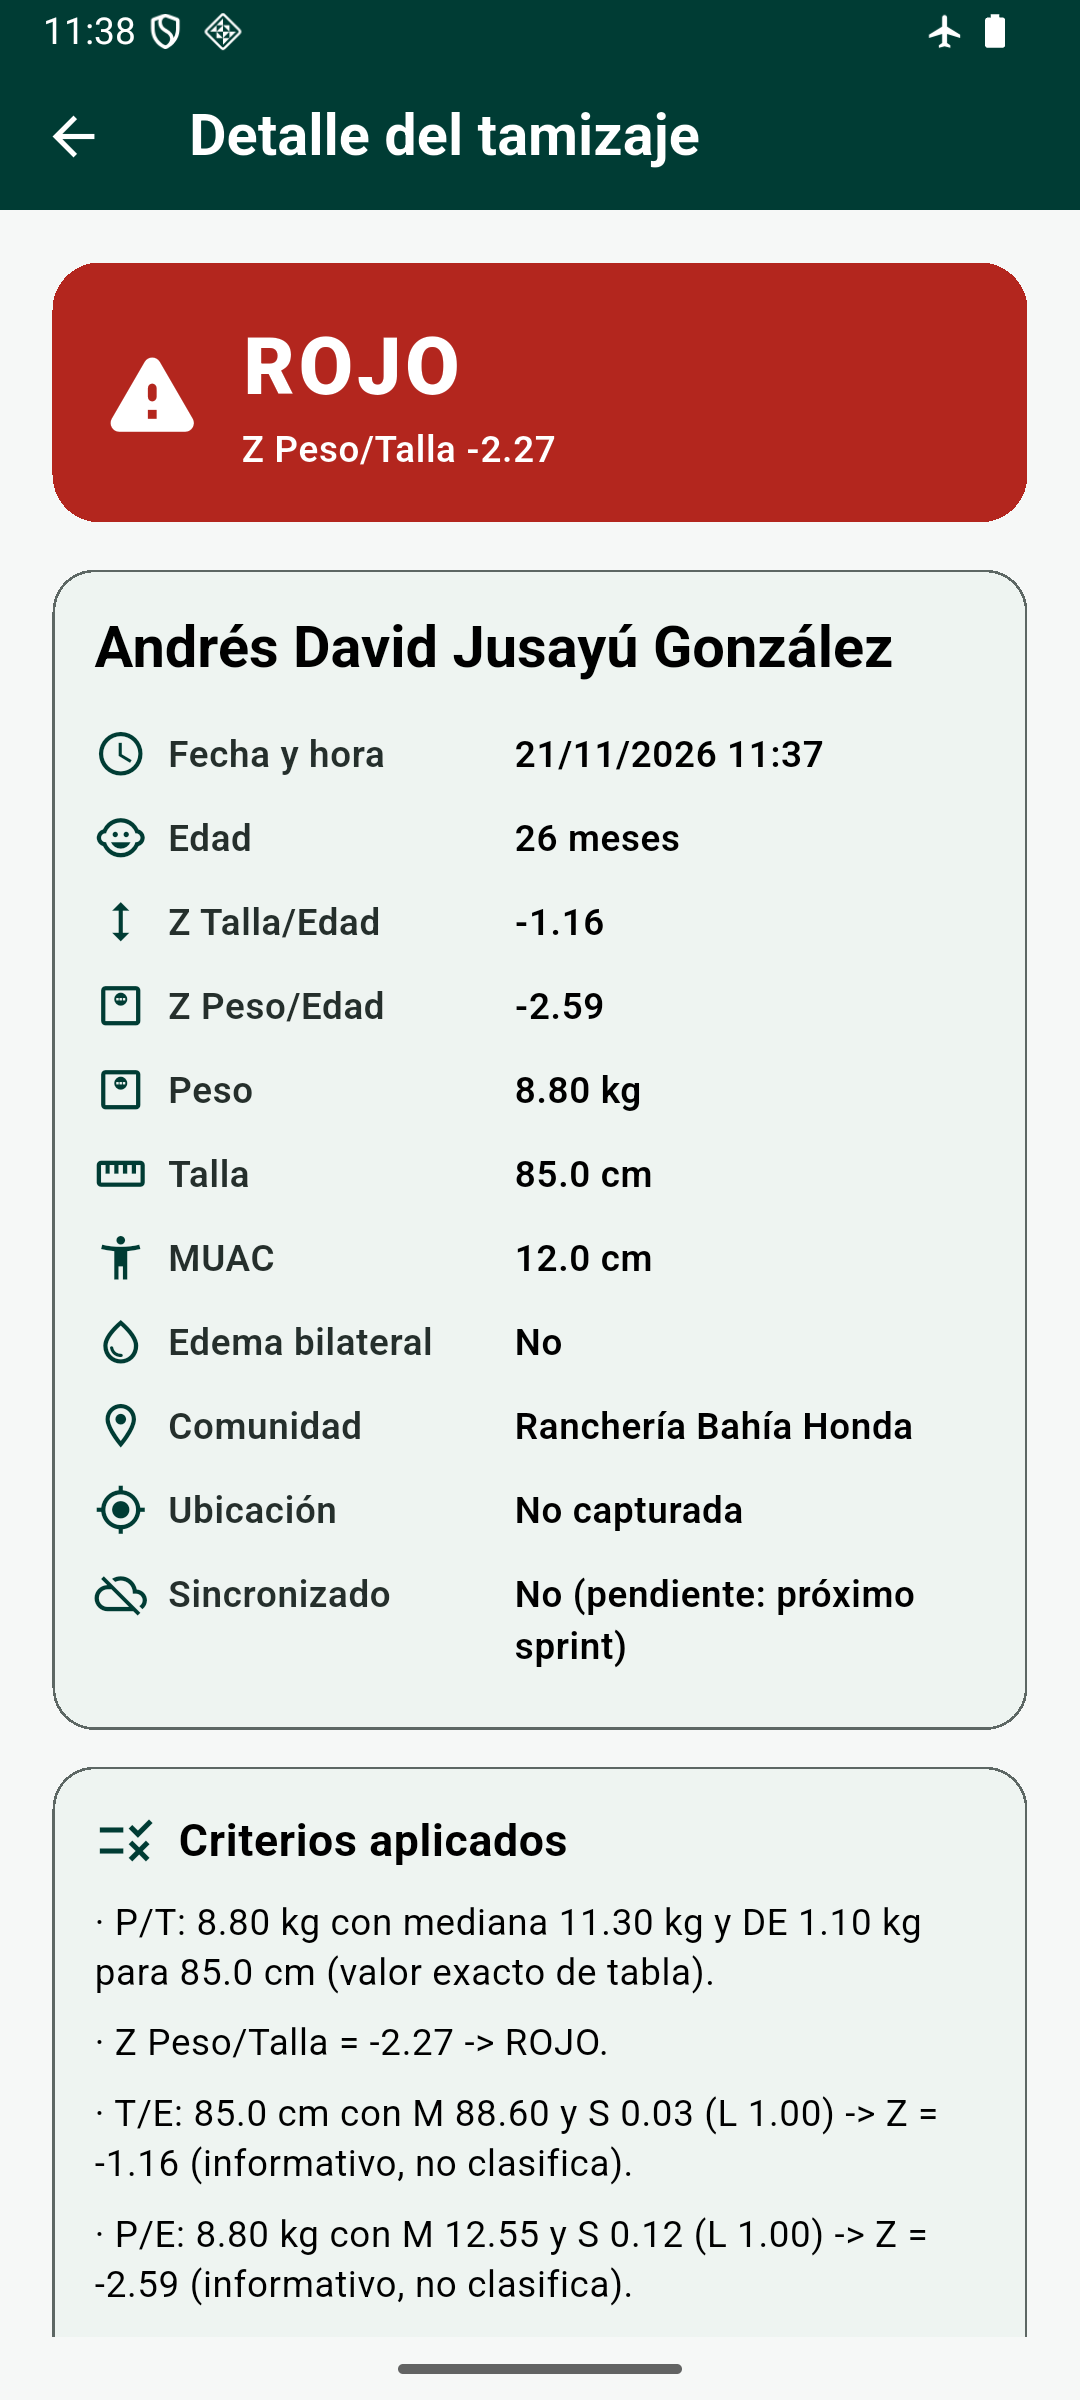 11:38
Detalle del tamizaje
ROJO
Z Peso/Talla -2.27
Andrés David Jusayú González
Fecha y hora 21/11/2026 11:37
Edad 26 meses
Z Talla/Edad -1.16
Z Peso/Edad -2.59
Peso 8.80 kg
Talla 85.0 cm
MUAC 12.0 cm
Edema bilateral No
Comunidad Ranchería Bahía Honda
Ubicación No capturada
Sincronizado No (pendiente: próximo
sprint)
Criterios aplicados
· P/T: 8.80 kg con mediana 11.30 kg y DE 1.10 kg
para 85.0 cm (valor exacto de tabla).
· Z Peso/Talla = -2.27 -> ROJO.
· T/E: 85.0 cm con M 88.60 y S 0.03 (L 1.00) -> Z =
-1.16 (informativo, no clasifica).
· P/E: 8.80 kg con M 12.55 y S 0.12 (L 1.00) -> Z =
-2.59 (informativo, no clasifica).